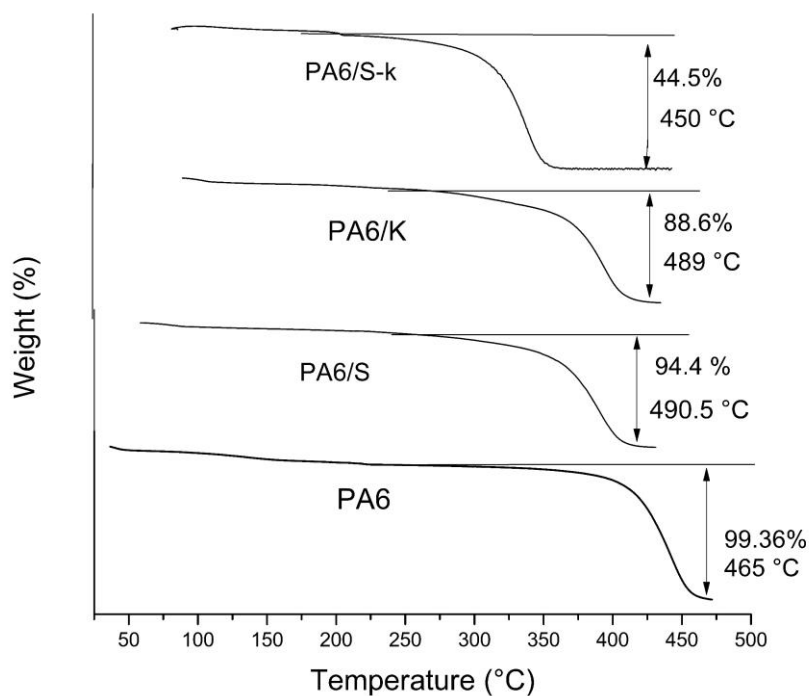 PA6/S-k
44.5%
450 °C
PA6/K
88.6%
489 °C
PA6/S
94.4 %
490.5 °C
PA6
99.36%
465 °C
Weight (%)
50 100 150 200 250 300 350 400 450 500
Temperature (°C)